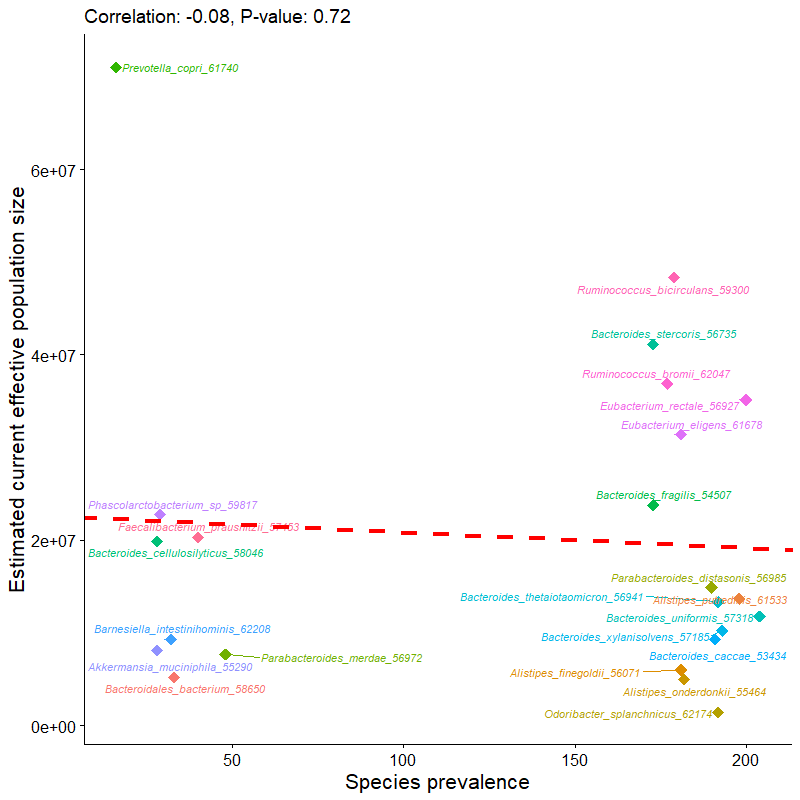 Correlation: -0.08, P-value: 0.72
Prevotella_copri_61740
6e+07
Ruminococcus_bicirculans_59300
Bacteroides_stercoris_56735
4e+07
Ruminococcus_bromii_62047
Eubacterium_rectale_56927
Eubacterium_eligens_61678
Bacteroides_fragilis_54507
Phascolarctobacterium_sp_59817
Faecalibacterium_prausnitzii_57453
2e+07
Bacteroides_cellulosilyticus_58046
Parabacteroides_distasonis_56985
Bacteroides_thetaiotaomicron_56941
Alistipes_putredinis_61533
Bacteroides_uniformis_57318
Barnesiella_intestinihominis_62208
Bacteroides_xylanisolvens_57185
Bacteroides_caccae_53434
Parabacteroides_merdae_56972
Akkermansia_muciniphila_55290
Alistipes_finegoldii_56071
Bacteroidales_bacterium_58650
Alistipes_onderdonkii_55464
Odoribacter_splanchnicus_62174
0e+00
50 100 150 200
Species prevalence
Estimated current effective population size